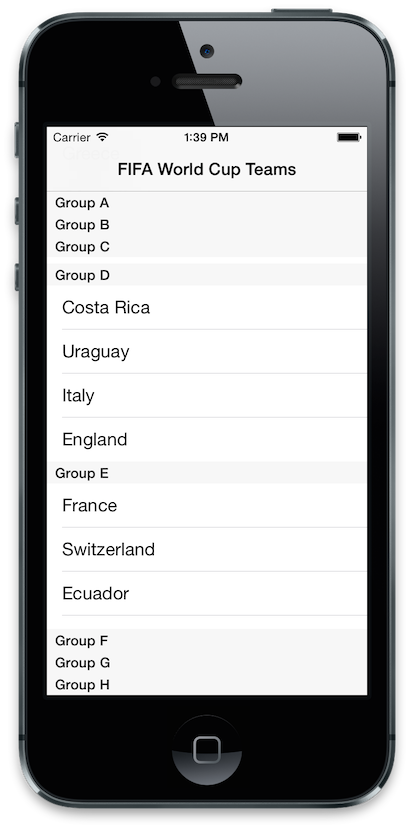 Carrier 1:39 PM
FIFA World Cup Teams
Group A
Group B
Group C
Group D
Costa Rica
Uraguay
Italy
England
Group E
France
Switzerland
Ecuador
Group F
Group G
Group H